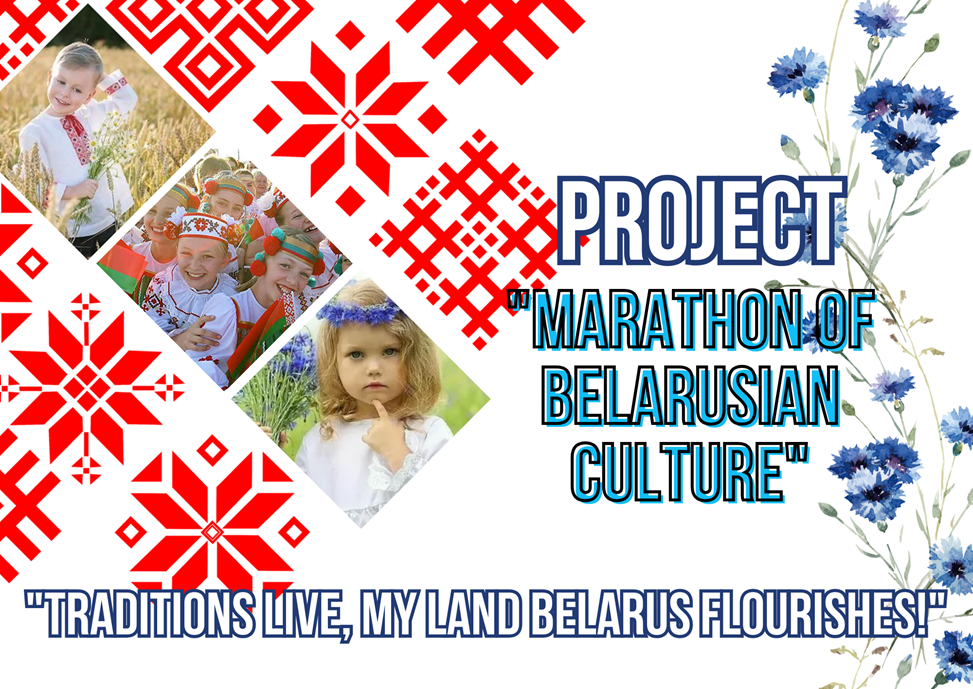 PROJECT
"MARATHON OF
BELARUSIAN
CULTURE"
"TRADITIONS LIVE, MY LAND BELARUS FLOURISHES!"